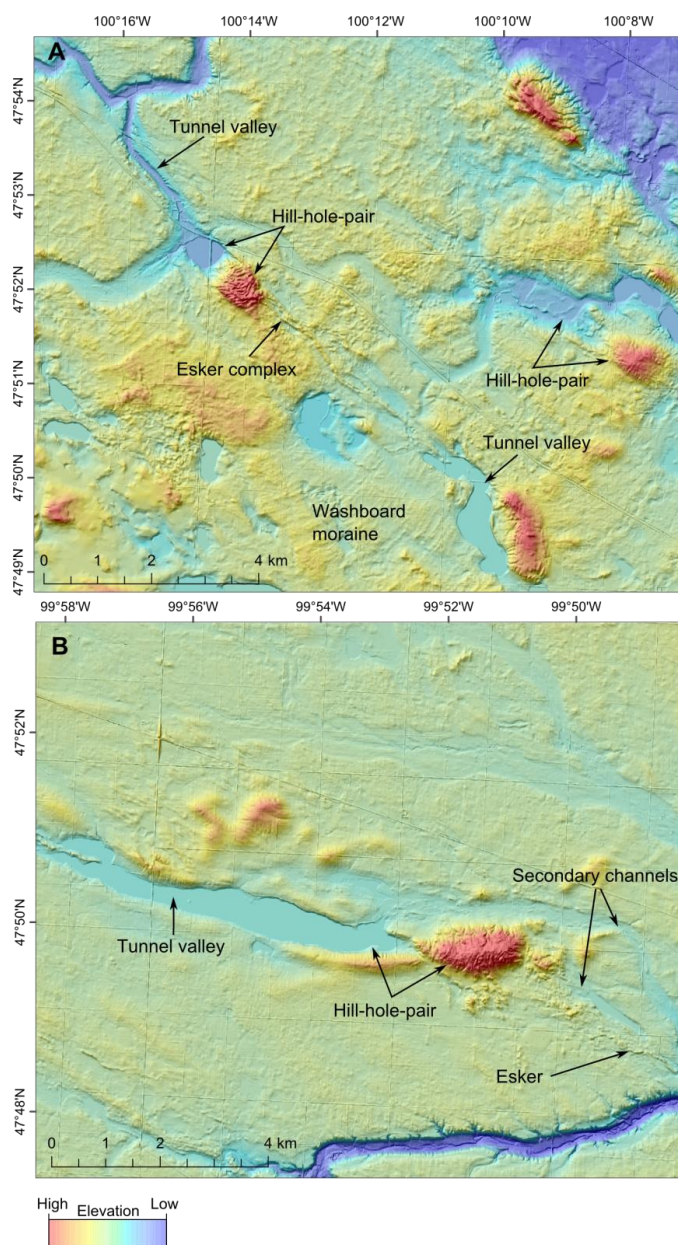 100°16'W 100°14'W 100°12'W 100°10'W 100°8'W
A
47°54'N
Tunnel valley
47°53'N
Hill-hole-pair
47°52'N
Esker complex
47°51'N
Hill-hole-pair
Tunnel valley
47°50'N
Washboard
moraine
0 1 2 4 km
47°49'N
99°58'W 99°56'W 99°54'W 99°52'W 99°50'W
B
47°52'N
Secondary channels
47°50'N
Tunnel valley
Hill-hole-pair
Esker
47°48'N
0 2 4 km
High Elevation Low